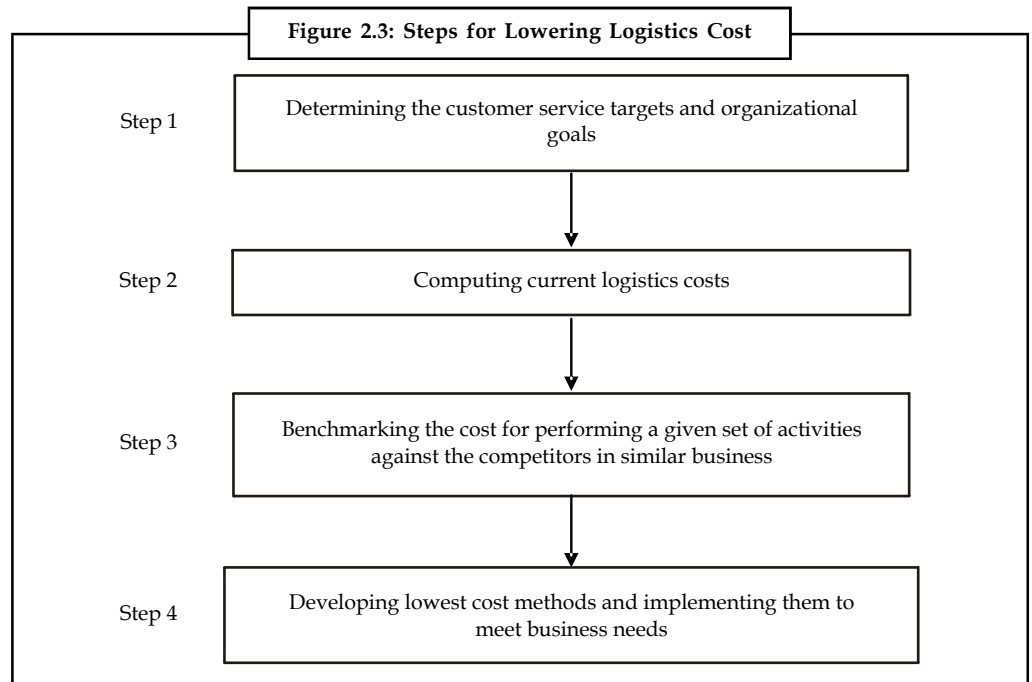 Figure 2.3: Steps for Lowering Logistics Cost
Step 1
Determining the customer service targets and organizational
goals
Step 2
Computing current logistics costs
Step 3
Benchmarking the cost for performing a given set of activities
against the competitors in similar business
Step 4
Developing lowest cost methods and implementing them to
meet business needs